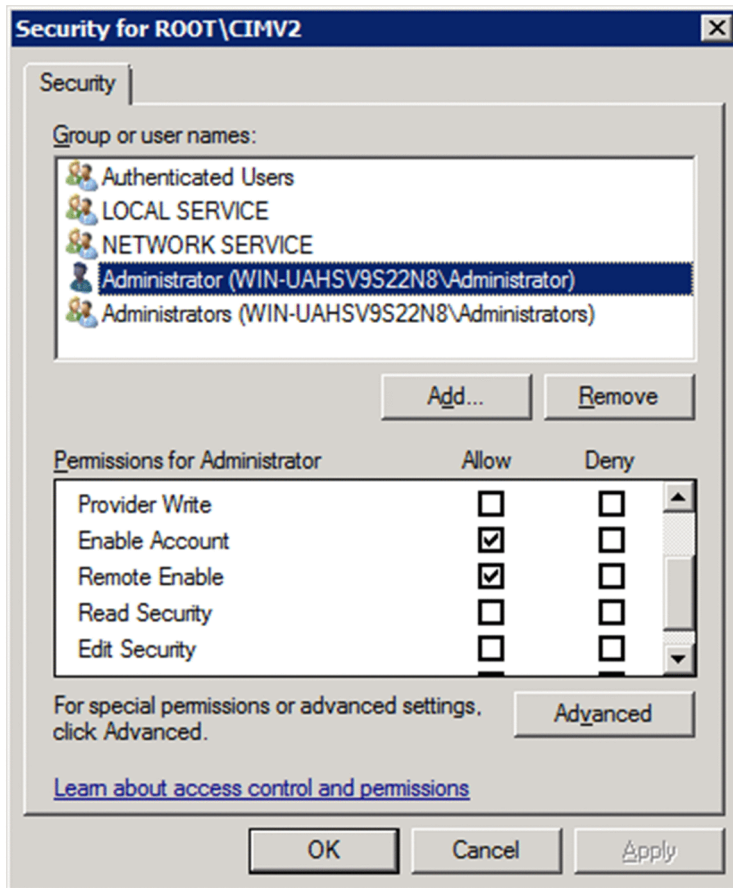 Security for ROOT\CIMV2
Security
Group or user names:
Authenticated Users
LOCAL SERVICE
NETWORK SERVICE
Administrator (WIN-UAHSV9S22N8\Administrator)
Administrators (WIN-UAHSV9S22N8\Administrators)
Add... Remove
Permissions for Administrator Allow Deny
Provider Write
Enable Account
Remote Enable
Read Security
Edit Security
For special permissions or advanced settings,
click Advanced.
Advanced
Learn about access control and permissions
OK Cancel Apply